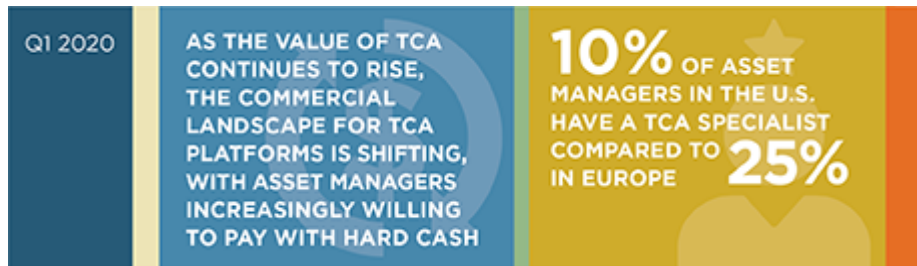 Q1 2020
AS THE VALUE OF TCA
CONTINUES TO RISE,
THE COMMERCIAL
LANDSCAPE FOR TCA
PLATFORMS IS SHIFTING,
WITH ASSET MANAGERS
INCREASINGLY WILLING
TO PAY WITH HARD CASH
10% OF ASSET
MANAGERS IN THE U.S.
HAVE A TCA SPECIALIST
COMPARED TO 25%
IN EUROPE